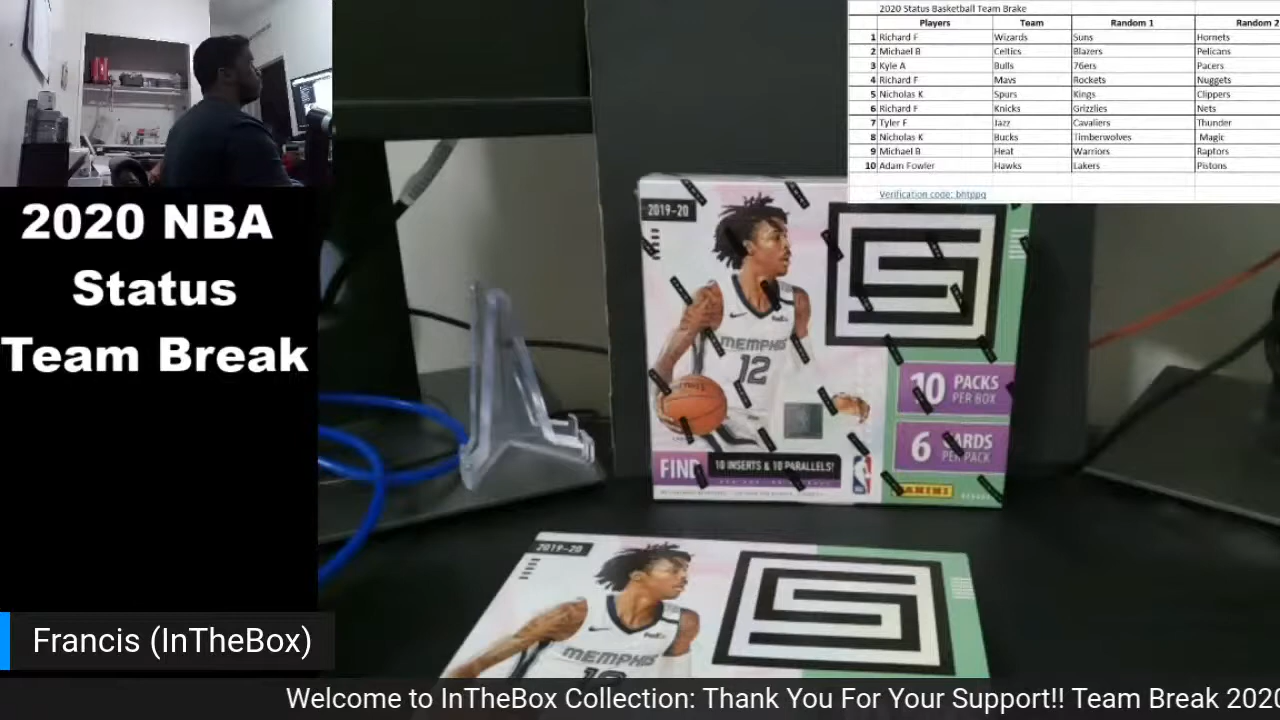 2020 Status Basketball Team Brake
Players Team Random 1 Random 2
1 Richard F Wizards Suns Hornets
2 Michael B Celtics Blazers Pelicans
3 Kyle A Bulls 76ers Pacers
4 Richard F Mavs Rockets Nuggets
5 Nicholas K Spurs Kings Clippers
6 Richard F Knicks Grizzlies Nets
7 Tyler F Jazz Cavaliers Thunder
8 Nicholas K Bucks Timberwolves Magic
9 Michael B Heat Warriors Raptors
10 Adam Fowler Hawks Lakers Pistons
Verification code: bhtppq
2020 NBA
Status
Team Break
2019-20
MEMPHIS
12
10 PACKS
PER BOX
6 CARDS
PER PACK
FIND 10 INSERTS & 10 PARALLELS!
PANINI
2019-20
MEMPHIS
12
Francis (InTheBox)
Welcome to InTheBox Collection: Thank You For Your Support!! Team Break 2020